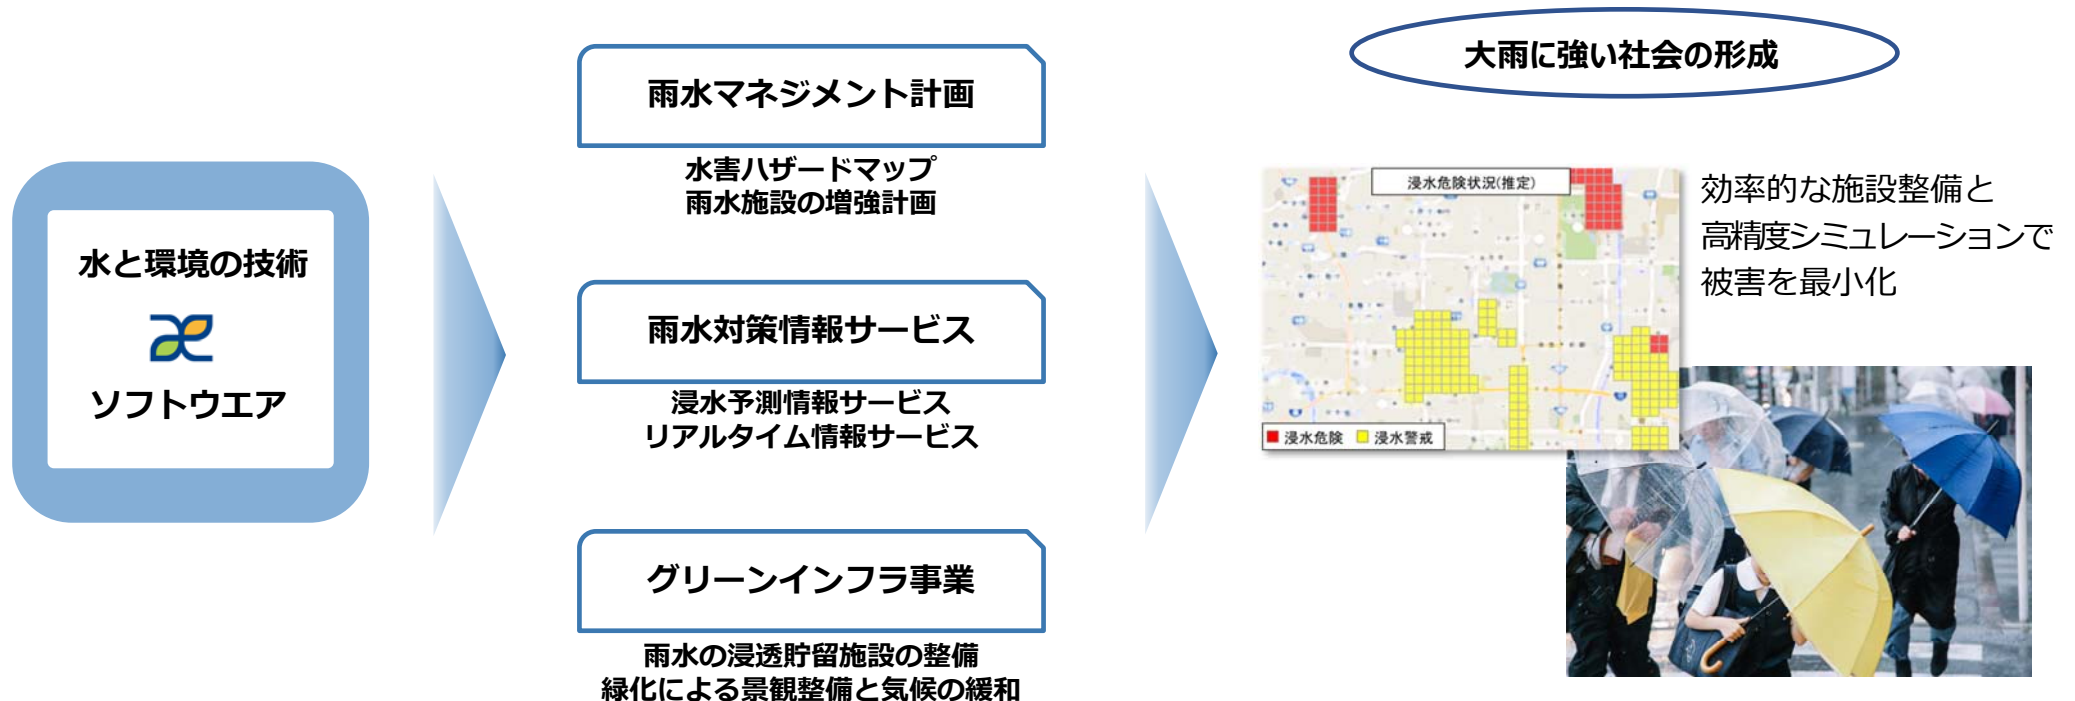 水と環境の技術
ソフトウエア
雨水マネジメント計画
水害ハザードマップ
雨水施設の増強計画
雨水対策情報サービス
浸水予測情報サービス
リアルタイム情報サービス
グリーンインフラ事業
雨水の浸透貯留施設の整備
緑化による景観整備と気候の緩和
大雨に強い社会の形成
浸水危険状況(推定)
浸水危険 浸水警戒
効率的な施設整備と
高精度シミュレーションで
被害を最小化